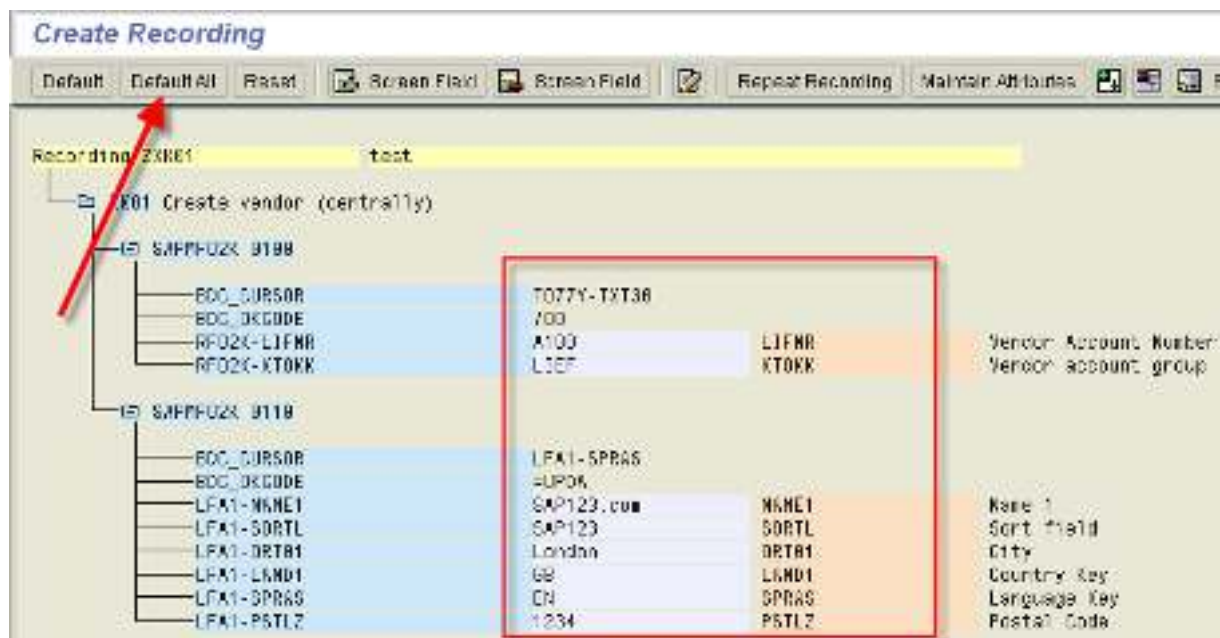 Create Recording
Default Default All Reset Screen Field Screen Field Repeat Recording Maintain Attributes
Recording ZXK01 test
XK01 Create vendor (centrally)
SAPMF02K 0100
BDC_CURSOR T077Y-TXT30
BDC_OKCODE /00
RF02K-LIFNR A100 LIFNR Vendor Account Number
RF02K-KTOKK LIEF KTOKK Vendor account group
SAPMF02K 0110
BDC_CURSOR LFA1-SPRAS
BDC_OKCODE =UPDA
LFA1-NAME1 SAP123.com NAME1 Name 1
LFA1-SORTL SAP123 SORTL Sort field
LFA1-ORT01 London ORT01 City
LFA1-LAND1 GB LAND1 Country Key
LFA1-SPRAS EN SPRAS Language Key
LFA1-PSTLZ 1234 PSTLZ Postal Code